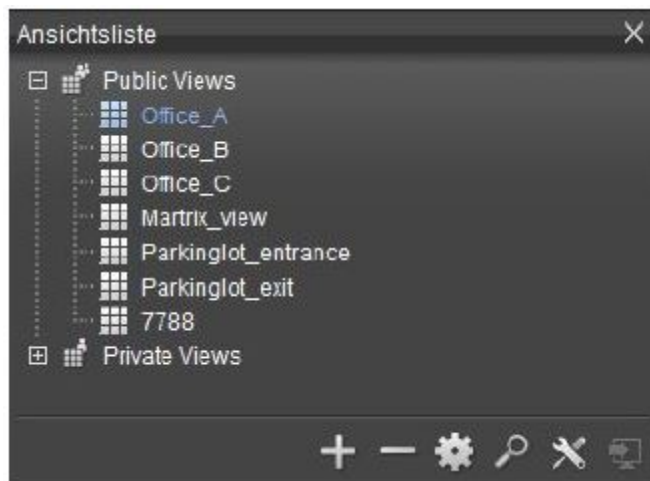 Ansichtsliste
Public Views
Office_A
Office_B
Office_C
Martrix_view
Parkinglot_entrance
Parkinglot_exit
7788
Private Views